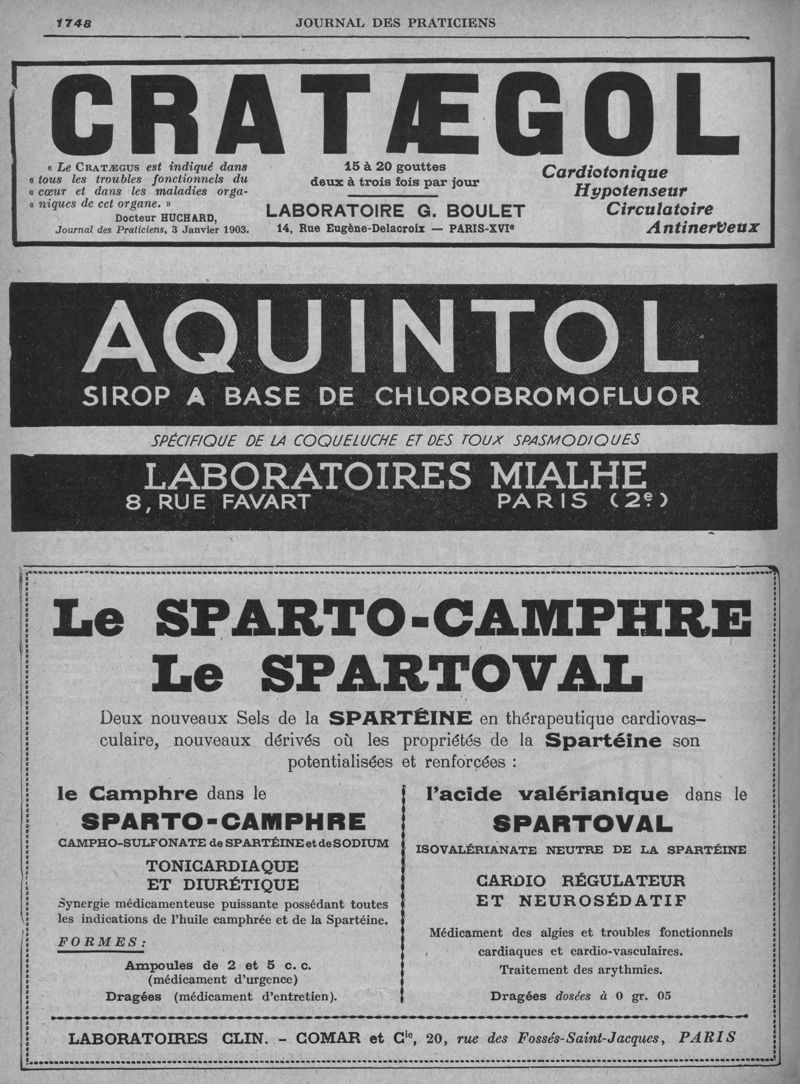 1748
JOURNAL DES PRATICIENS
CRATÆGOL
« Le CRATÆGUS est indiqué dans
« tous les troubles fonctionnels du
« cœur et dans les maladies orga-
« niques de cet organe. »
Docteur HUCHARD,
Journal des Praticiens, 3 Janvier 1903.
15 à 20 gouttes
deux à trois fois par jour
LABORATOIRE G. BOULET
14, Rue Eugène-Delacroix — PARIS-XVIe
Cardiotonique
Hypotenseur
Circulatoire
Antinerveux
AQUINTOL
SIROP A BASE DE CHLOROBROMOFLUOR
SPÉCIFIQUE DE LA COQUELUCHE ET DES TOUX SPASMODIQUES
LABORATOIRES MIALHE
8, RUE FAVART PARIS (2e.)
Le SPARTO-CAMPHRE
Le SPARTOVAL
Deux nouveaux Sels de la SPARTÉINE en thérapeutique cardiovas-
culaire, nouveaux dérivés où les propriétés de la Spartéine son
potentialisées et renforcées :
le Camphre dans le
SPARTO-CAMPHRE
CAMPHO-SULFONATE de SPARTÉINE et de SODIUM
TONICARDIAQUE
ET DIURÉTIQUE
Synergie médicamenteuse puissante possédant toutes
les indications de l'huile camphrée et de la Spartéine.
FORMES :
Ampoules de 2 et 5 c. c.
(médicament d'urgence)
Dragées (médicament d'entretien).
l'acide valérianique dans le
SPARTOVAL
ISOVALÉRIANATE NEUTRE DE LA SPARTÉINE
CARDIO RÉGULATEUR
ET NEUROSÉDATIF
Médicament des algies et troubles fonctionnels
cardiaques et cardio-vasculaires.
Traitement des arythmies.
Dragées dosées à 0 gr. 05
LABORATOIRES CLIN. - COMAR et Cie, 20, rue des Fossés-Saint-Jacques, PARIS